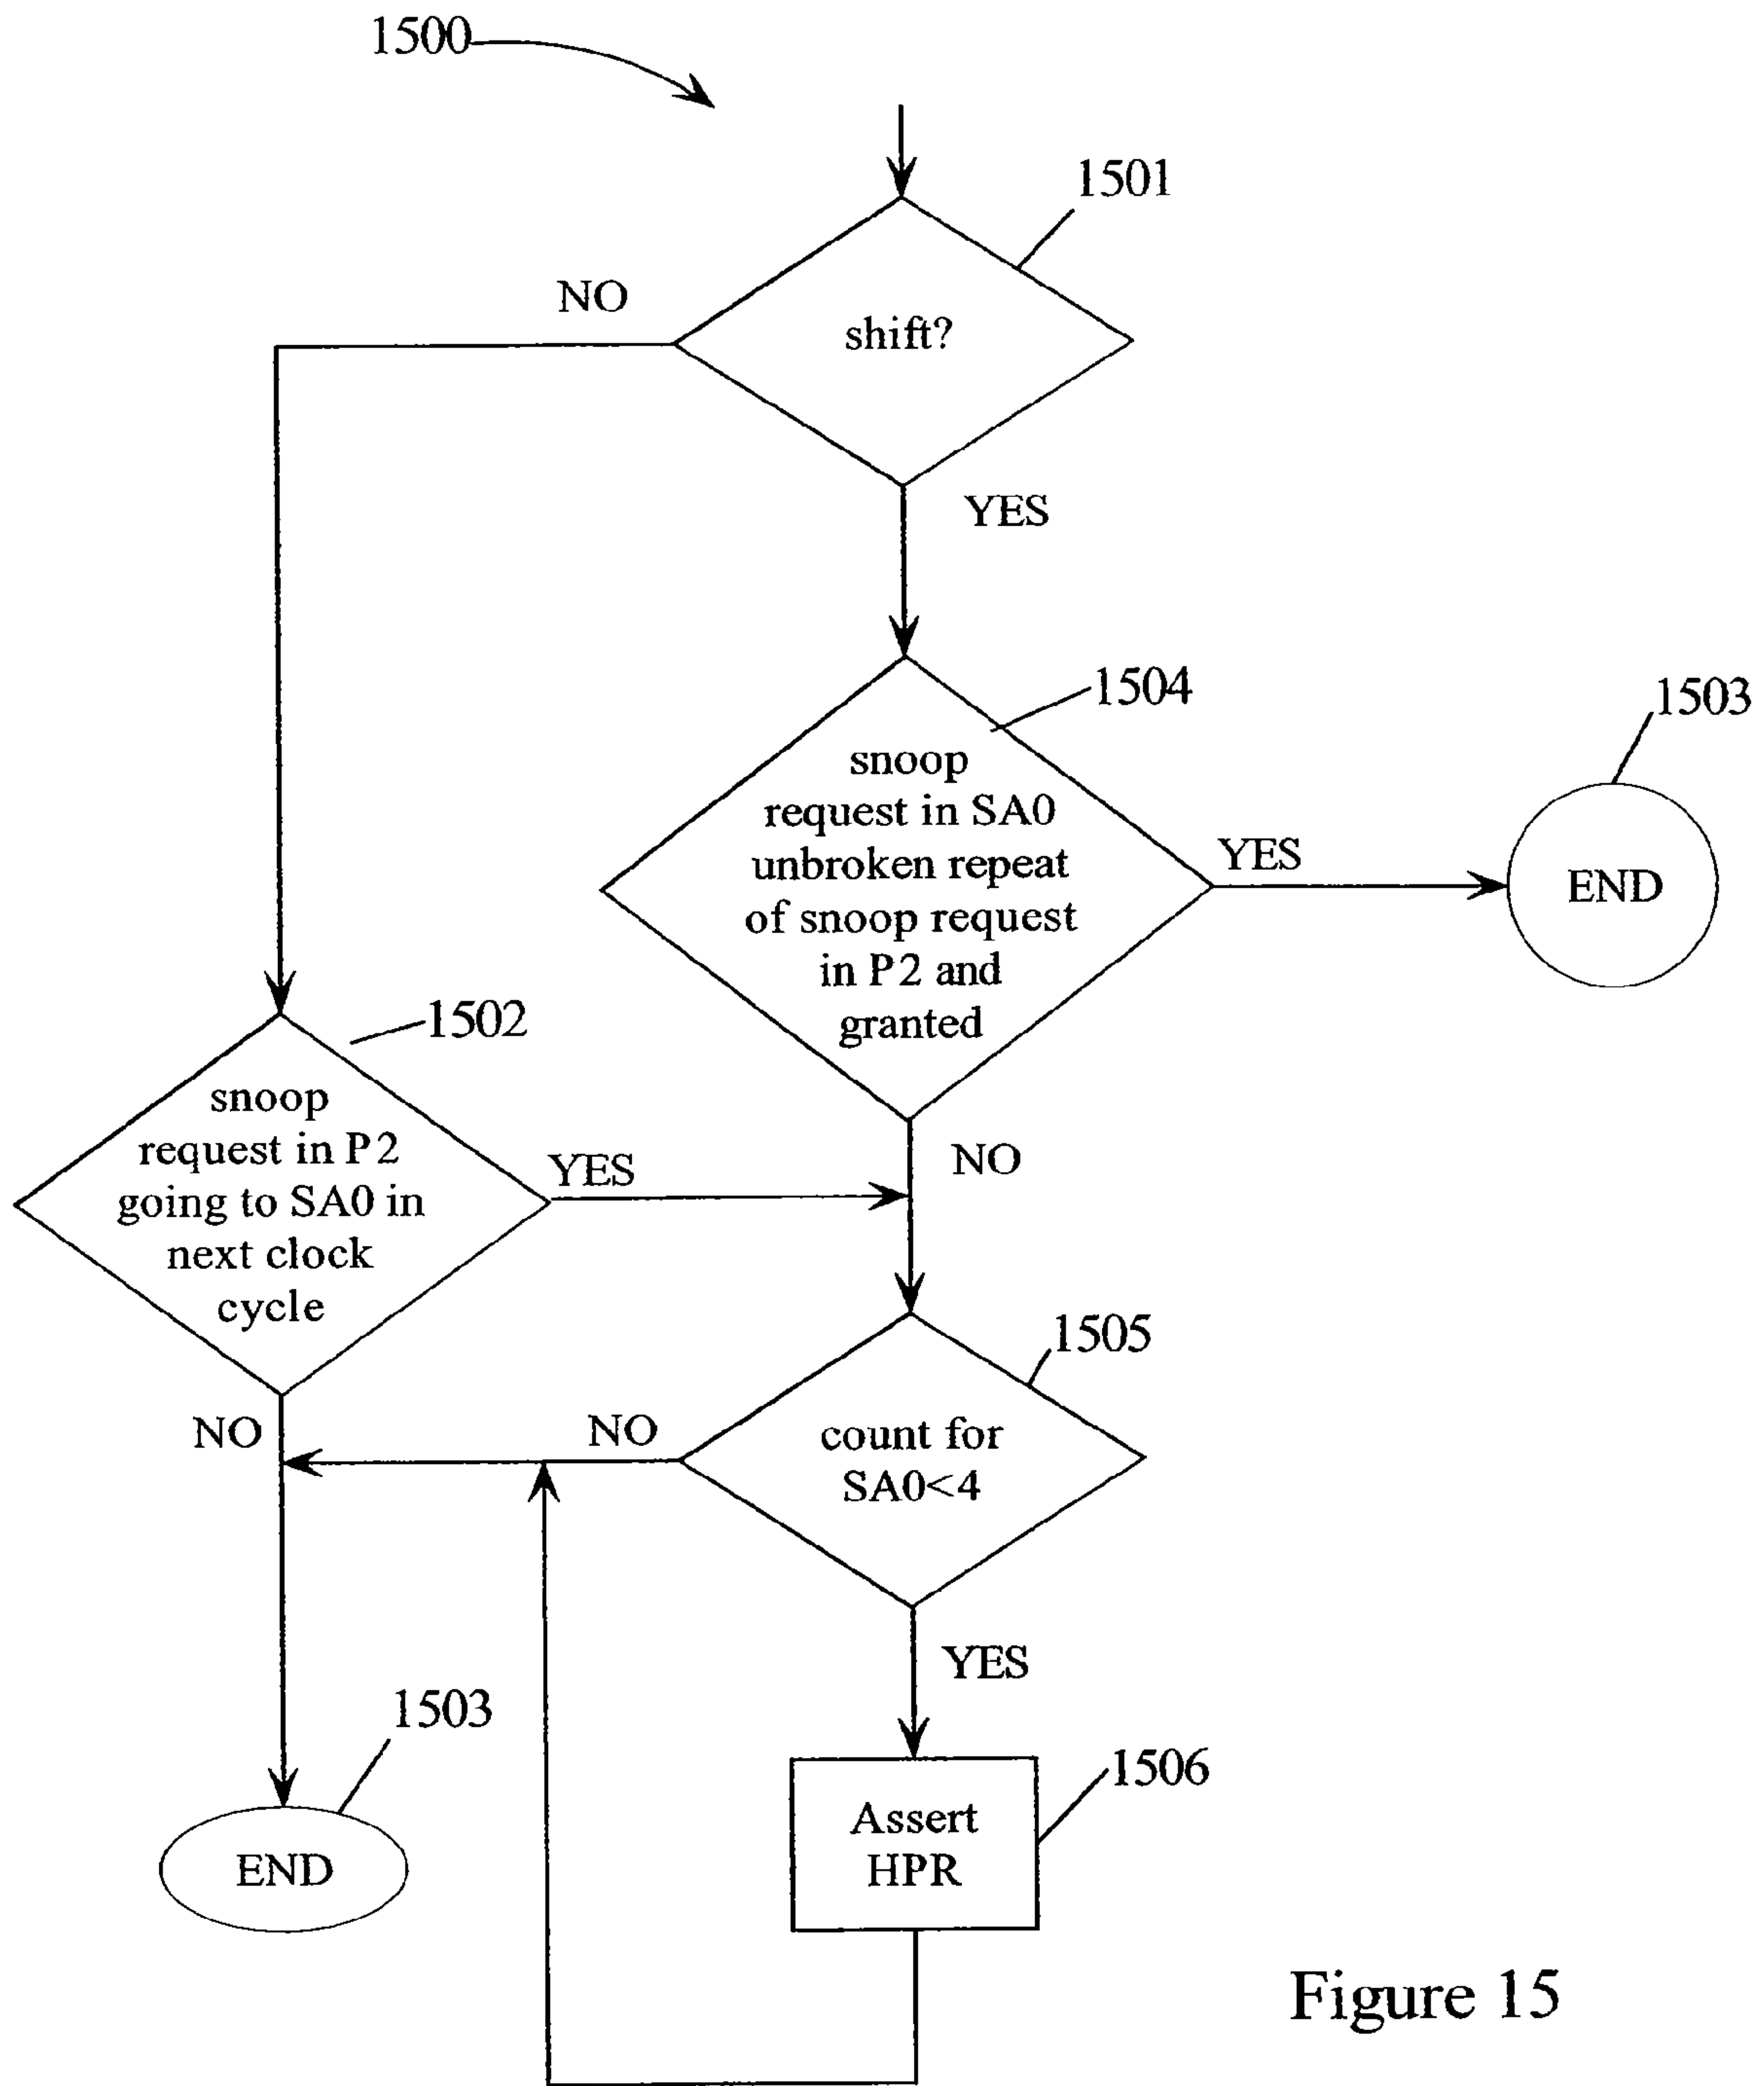 1500
1501
NO
shift?
YES
1504
1503
snoop
request in SA0
unbroken repeat
of snoop request
in P2 and
granted
YES
END
1502
snoop
request in P2
going to SA0 in
next clock
cycle
YES
NO
1505
NO
NO
count for
SA0<4
YES
1503
1506
END
Assert
HPR
Figure 15